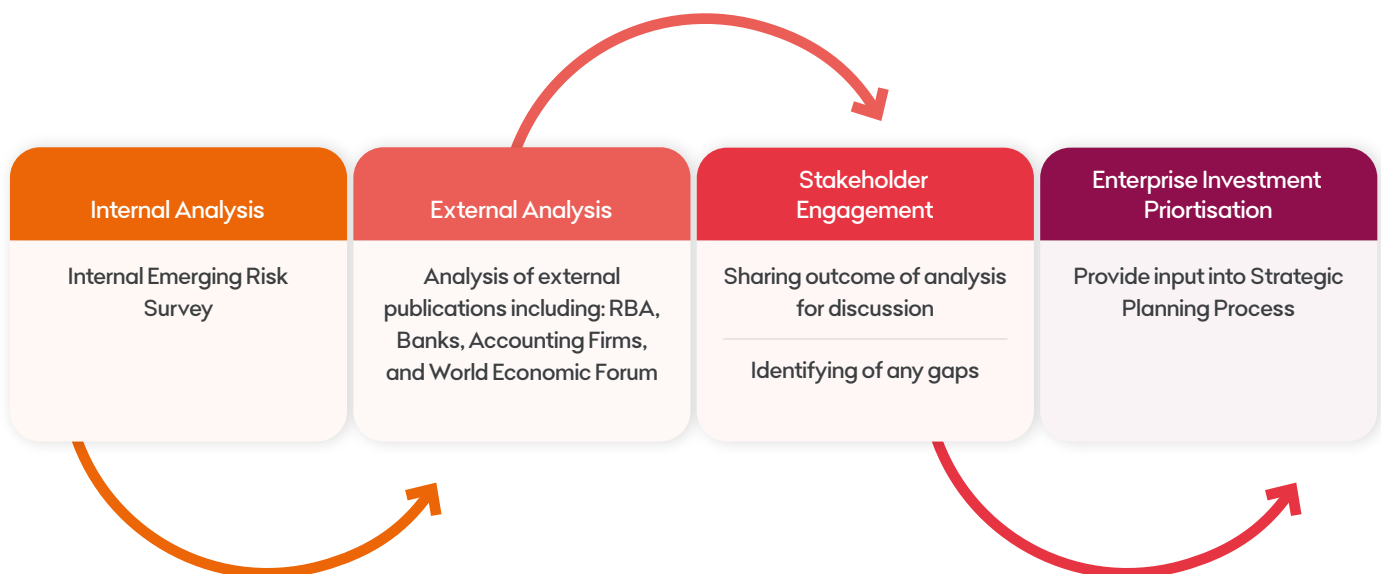 Internal Analysis
Internal Emerging Risk
Survey
External Analysis
Analysis of external
publications including: RBA,
Banks, Accounting Firms,
and World Economic Forum
Stakeholder
Engagement
Sharing outcome of analysis
for discussion
Identifying of any gaps
Enterprise Investment
Priortisation
Provide input into Strategic
Planning Process